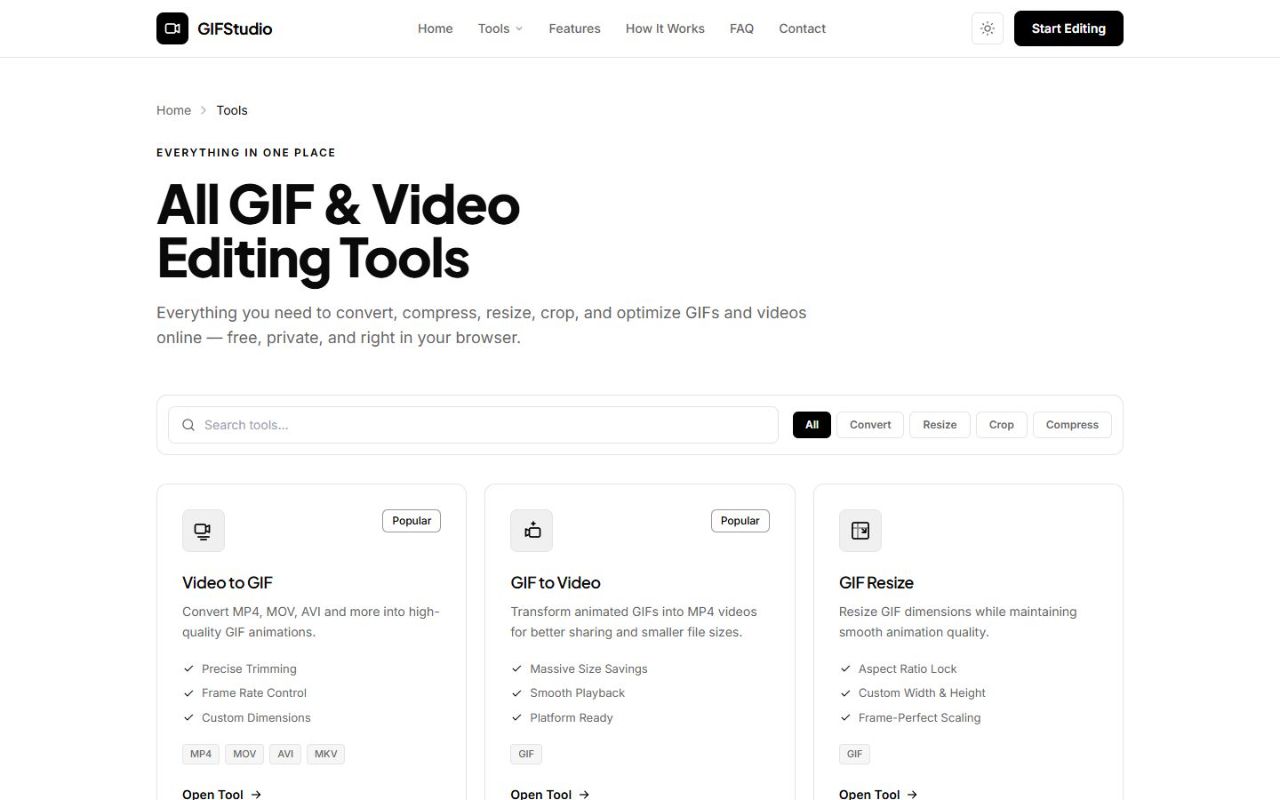 GIFStudio
Home Tools Features How It Works FAQ Contact
Start Editing
Home Tools
EVERYTHING IN ONE PLACE
All GIF & Video
Editing Tools
Everything you need to convert, compress, resize, crop, and optimize GIFs and videos
online — free, private, and right in your browser.
Search tools...
All Convert Resize Crop Compress
Popular
Video to GIF
Convert MP4, MOV, AVI and more into high-
quality GIF animations.
Precise Trimming
Frame Rate Control
Custom Dimensions
MP4 MOV AVI MKV
Open Tool →
Popular
GIF to Video
Transform animated GIFs into MP4 videos
for better sharing and smaller file sizes.
Massive Size Savings
Smooth Playback
Platform Ready
GIF
Open Tool →
GIF Resize
Resize GIF dimensions while maintaining
smooth animation quality.
Aspect Ratio Lock
Custom Width & Height
Frame-Perfect Scaling
GIF
Open Tool →